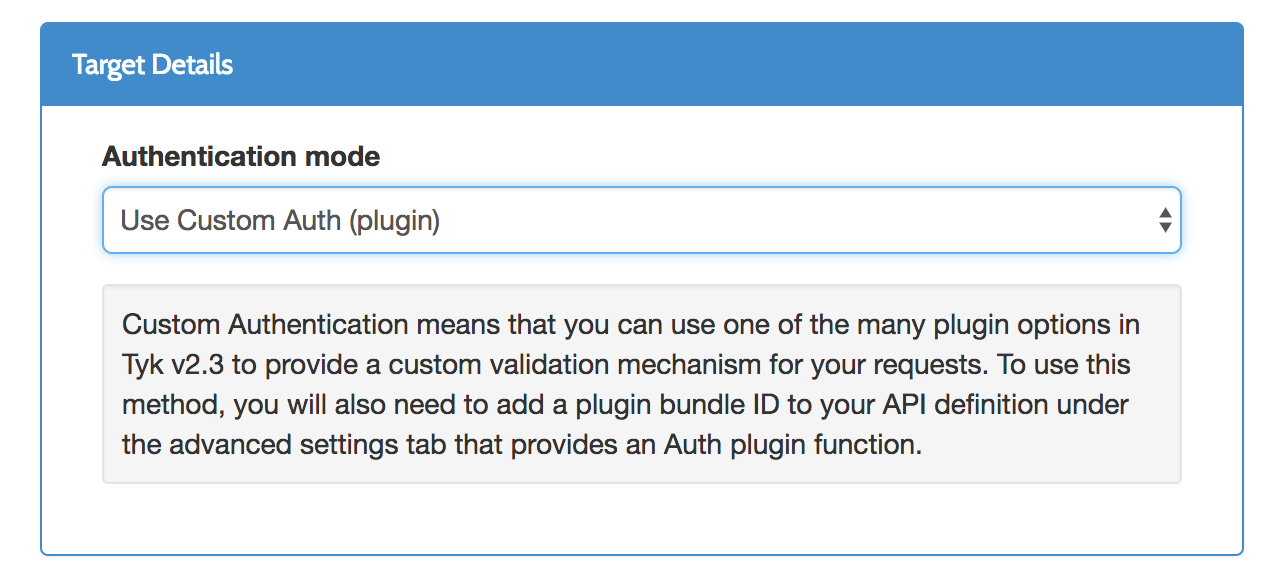 Target Details
Authentication mode
Use Custom Auth (plugin)
Custom Authentication means that you can use one of the many plugin options in
Tyk v2.3 to provide a custom validation mechanism for your requests. To use this
method, you will also need to add a plugin bundle ID to your API definition under
the advanced settings tab that provides an Auth plugin function.